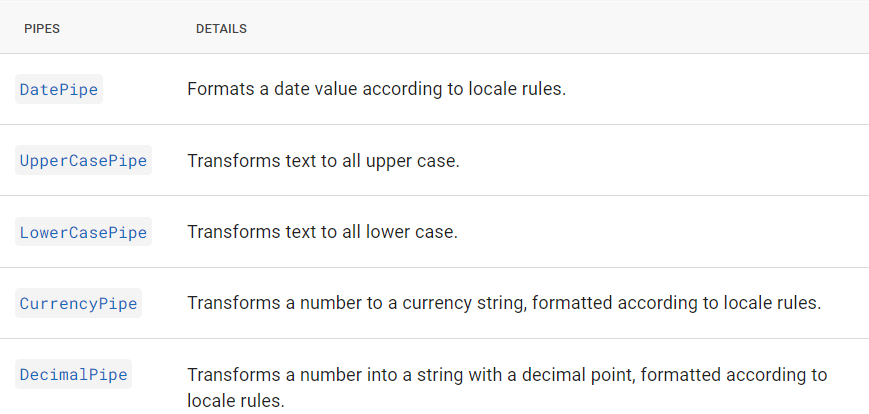 PIPES DETAILS
DatePipe Formats a date value according to locale rules.
UpperCasePipe Transforms text to all upper case.
LowerCasePipe Transforms text to all lower case.
CurrencyPipe Transforms a number to a currency string, formatted according to locale rules.
DecimalPipe Transforms a number into a string with a decimal point, formatted according to
locale rules.